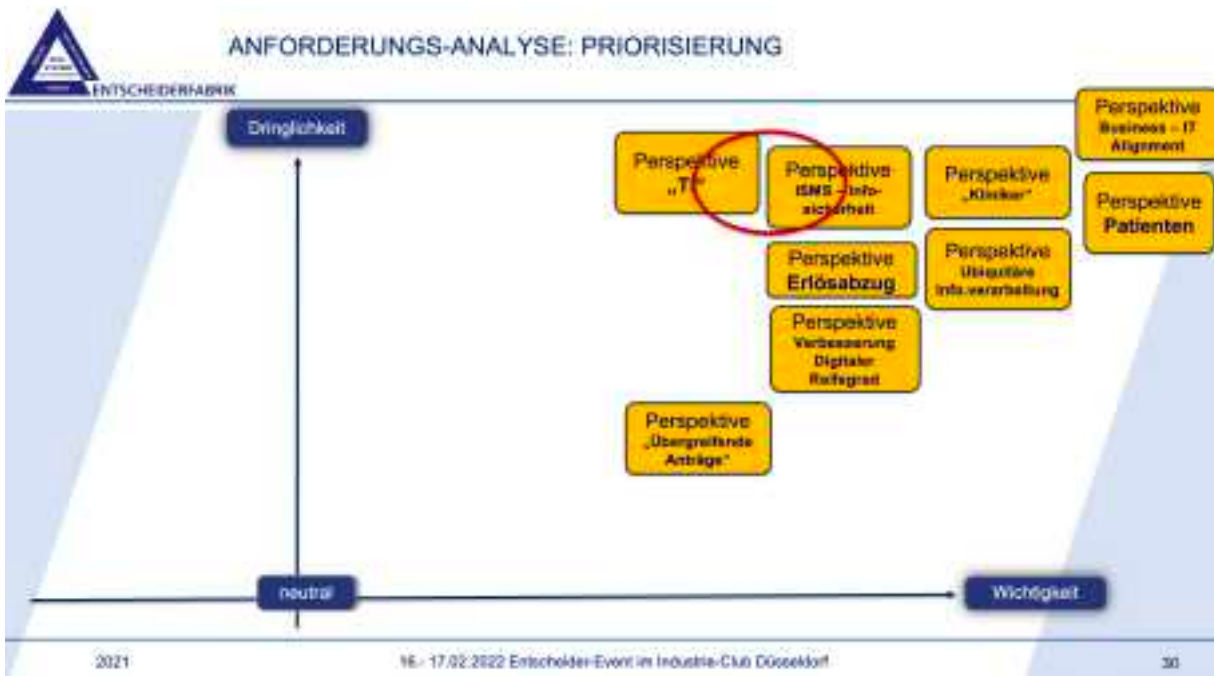 ANFORDERUNGS-ANALYSE: PRIORISIERUNG
ENTSCHEIDERFABRIK
Dringlichkeit
Perspektive
Business – IT
Alignment
Perspektive
„TI“
Perspektive
ISMS – Info-
sicherheit
Perspektive
„Kliniker“
Perspektive
Patienten
Perspektive
Erlösabzug
Perspektive
Ubiquitäre
Info.verarbeitung
Perspektive
Verbesserung
Digitaler
Reifegrad
Perspektive
„Übergreifende
Anträge“
neutral
Wichtigkeit
2021
16.- 17.02.2022 Entscheider-Event im Industrie-Club Düsseldorf
30